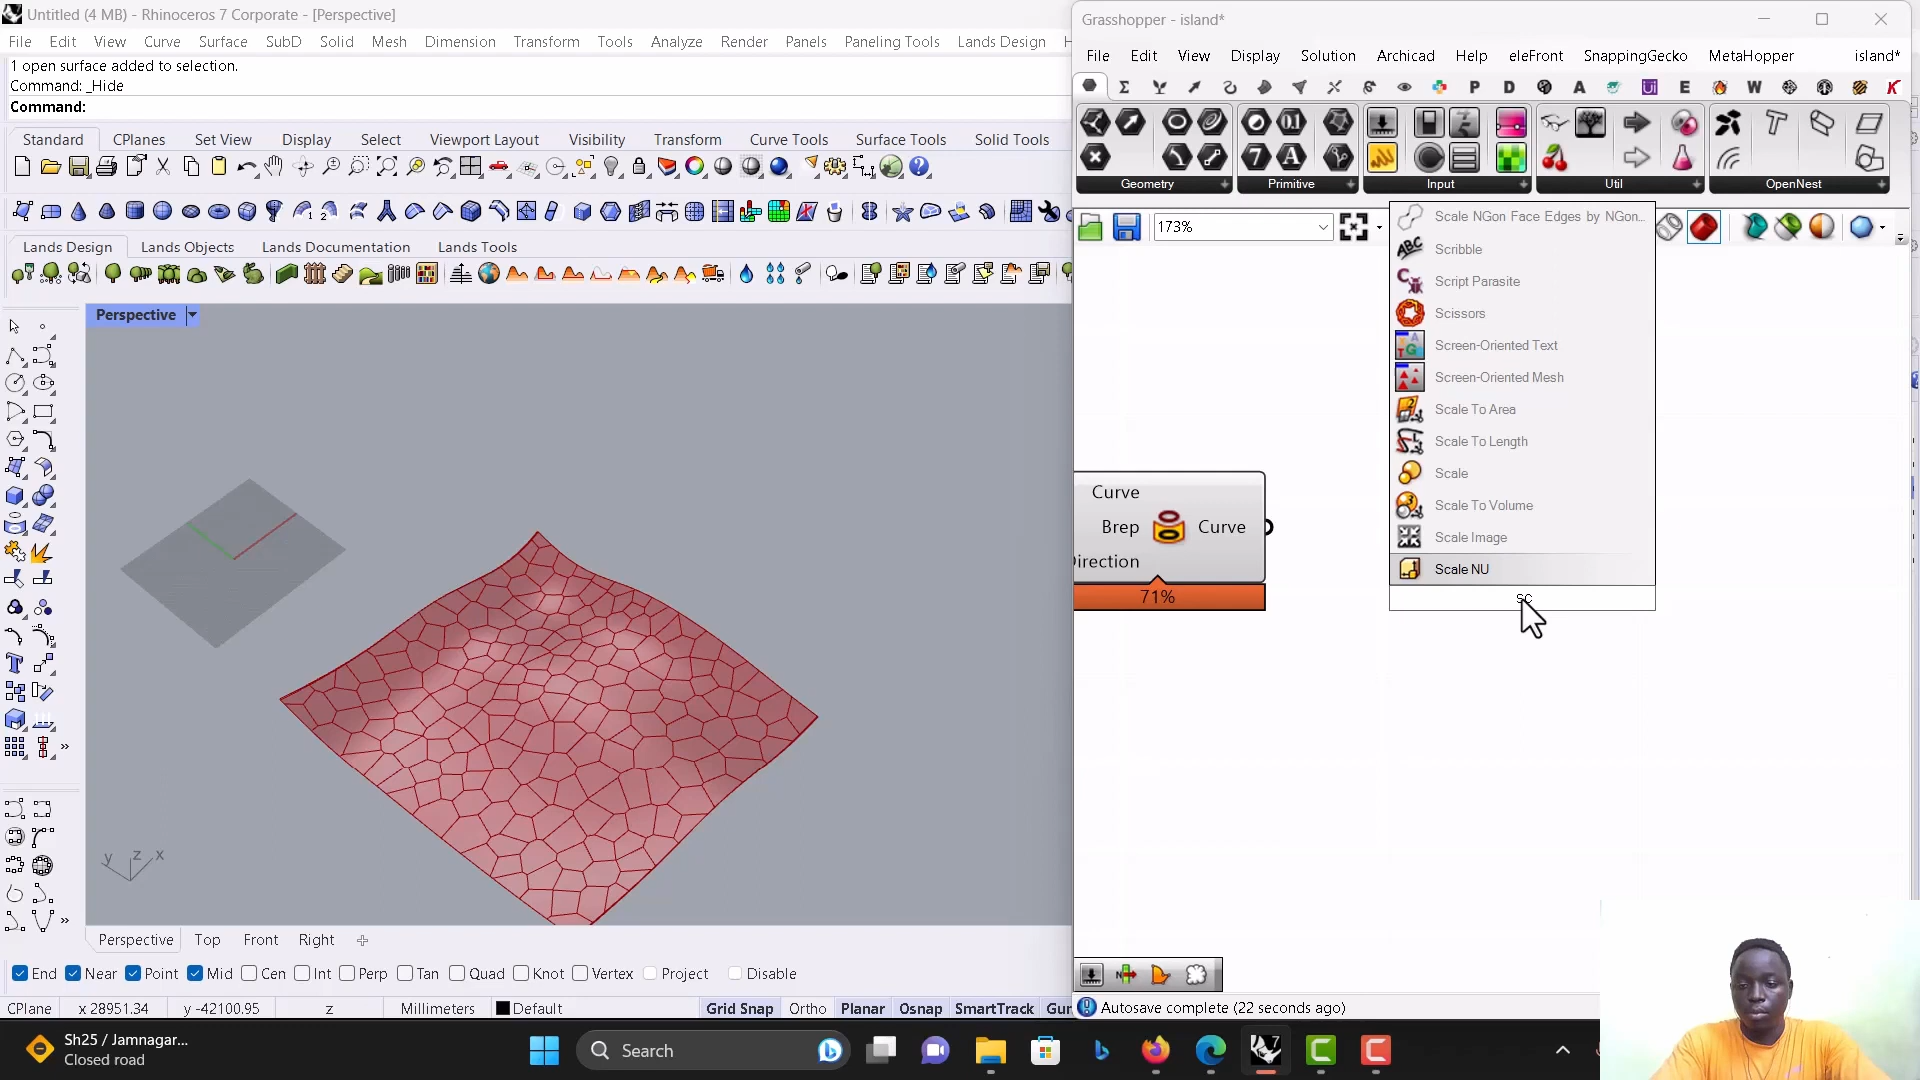 Untitled (4 MB) - Rhinoceros 7 Corporate - [Perspective]
File Edit View Curve Surface SubD Solid Mesh Dimension Transform Tools Analyze Render Panels Paneling Tools Lands Design
1 open surface added to selection.
Command: _Hide
Command:
Standard CPlanes Set View Display Select Viewport Layout Visibility Transform Curve Tools Surface Tools Solid Tools
Lands Design Lands Objects Lands Documentation Lands Tools
Perspective
y z x
Perspective Top Front Right
End Near Point Mid Cen Int Perp Tan Quad Knot Vertex Project Disable
CPlane x 28951.34 y -42100.95 z Millimeters Default Grid Snap Ortho Planar Osnap SmartTrack Gum
Grasshopper - island*
File Edit View Display Solution Archicad Help eleFront SnappingGecko MetaHopper island*
P D A Ui E W K
Geometry Primitive Input Util OpenNest
173%
Scale NGon Face Edges by NGon...
Scribble
Script Parasite
Scissors
Screen-Oriented Text
Screen-Oriented Mesh
Scale To Area
Scale To Length
Scale
Scale To Volume
Scale Image
Scale NU
sc
Curve
Brep Curve
Direction
71%
Autosave complete (22 seconds ago)
Sh25 / Jamnagar...
Closed road
Search